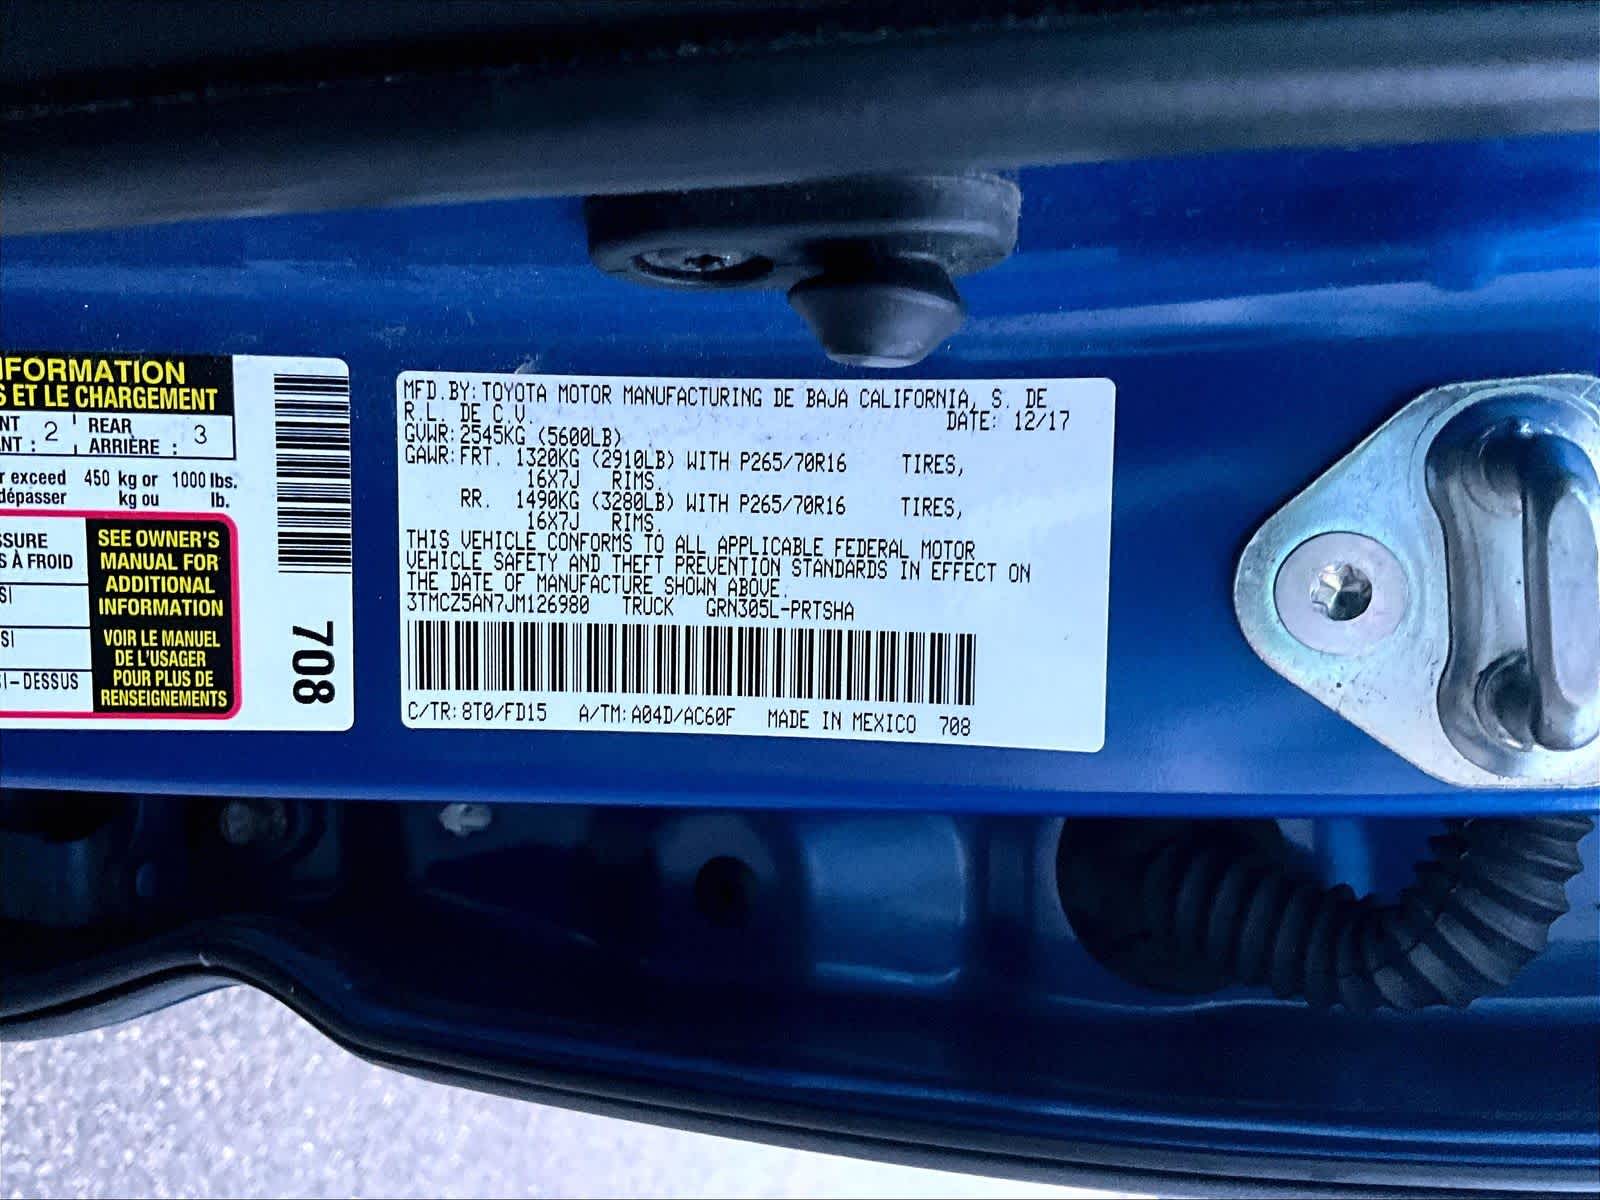 FORMATION
S ET LE CHARGEMENT
NT
ANT : 2
REAR
ARRIÈRE : 3
r exceed 450 kg or 1000 lbs.
dépasser kg ou lb.
SSURE
S À FROID
SI
SI
SI-DESSUS
SEE OWNER'S
MANUAL FOR
ADDITIONAL
INFORMATION
VOIR LE MANUEL
DE L'USAGER
POUR PLUS DE
RENSEIGNEMENTS
708
MFD.BY: TOYOTA MOTOR MANUFACTURING DE BAJA CALIFORNIA, S. DE
R.L. DE C.V. DATE: 12/17
GVWR: 2545KG (5600LB)
GAWR: FRT. 1320KG (2910LB) WITH P265/70R16 TIRES,
16X7J RIMS.
RR. 1490KG (3280LB) WITH P265/70R16 TIRES,
16X7J RIMS.
THIS VEHICLE CONFORMS TO ALL APPLICABLE FEDERAL MOTOR
VEHICLE SAFETY AND THEFT PREVENTION STANDARDS IN EFFECT ON
THE DATE OF MANUFACTURE SHOWN ABOVE.
3TMCZ5AN7JM126980 TRUCK GRN305L-PRTSHA
C/TR: 8T0/FD15 A/TM: A04D/AC60F MADE IN MEXICO 708